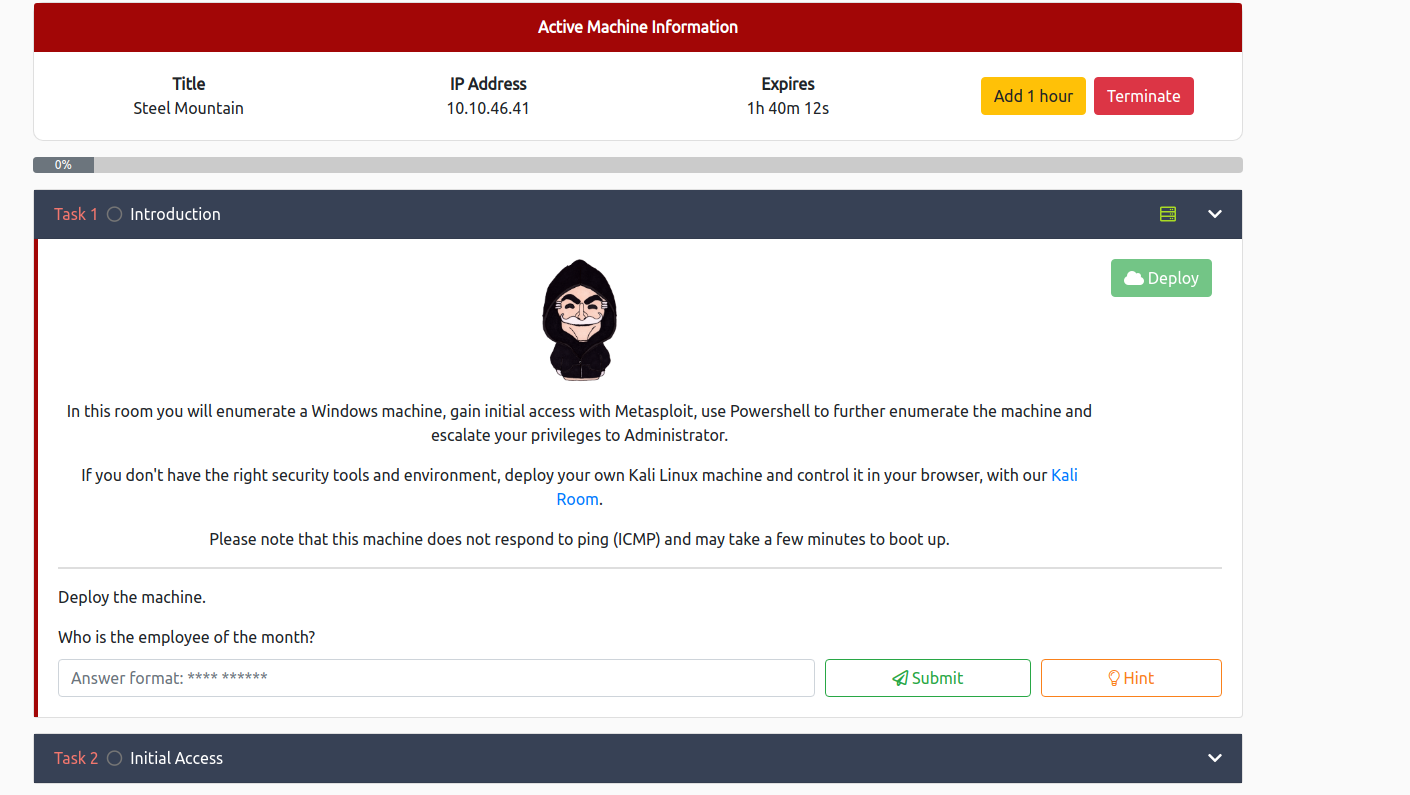 Active Machine Information
Title
IP Address
Expires
Steel Mountain
10.10.46.41
1h 40m 12s
Add 1 hour
Terminate
0%
Task 1
Introduction
Deploy
In this room you will enumerate a Windows machine, gain initial access with Metasploit, use Powershell to further enumerate the machine and
escalate your privileges to Administrator.
If you don't have the right security tools and environment, deploy your own Kali Linux machine and control it in your browser, with our Kali
Room.
Please note that this machine does not respond to ping (ICMP) and may take a few minutes to boot up.
Deploy the machine.
Who is the employee of the month?
Answer format: **** ******
Submit
Hint
Task 2
Initial Access